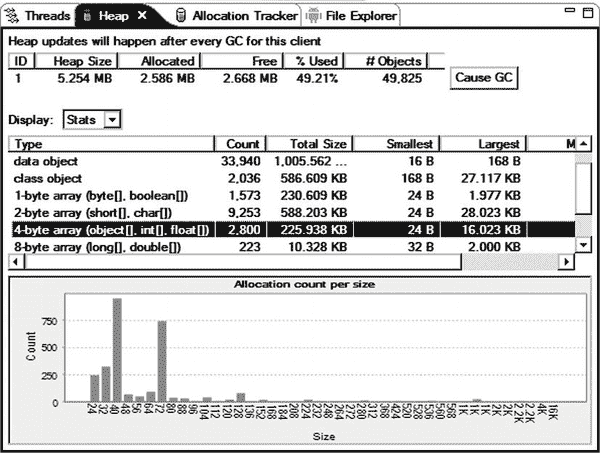 Threads Heap Allocation Tracker File Explorer
Heap updates will happen after every GC for this client
ID Heap Size Allocated Free % Used # Objects
1 5.254 MB 2.586 MB 2.668 MB 49.21% 49,825 Cause GC
Display: Stats
Type Count Total Size Smallest Largest M
data object 33,940 1,005.562 ... 16 B 168 B
class object 2,036 586.609 KB 168 B 27.117 KB
1-byte array (byte[], boolean[]) 1,573 230.609 KB 24 B 1.977 KB
2-byte array (short[], char[]) 9,253 588.203 KB 24 B 28.023 KB
4-byte array (object[], int[], float[]) 2,800 225.938 KB 24 B 16.023 KB
8-byte array (long[], double[]) 223 10.328 KB 32 B 2.000 KB
Allocation count per size
Count
750
500
250
0
24 32 40 48 56 64 72 80 88 96 104 112 120 128 136 152 168 184 208 224 232 248 264 272 280 312 368 424 520 528 536 560 568 1K 1K 2K 2K 2.2K 2.2K 4K 16K
Size